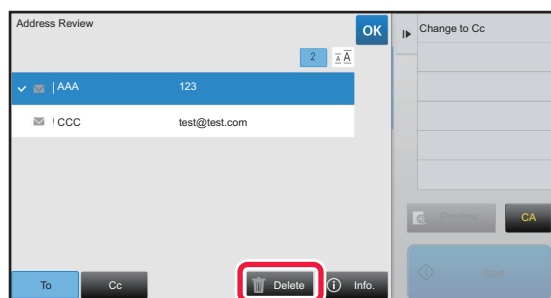 Address Review
OK
Change to Cc
2 A A
AAA 123
CCC test@test.com
Preview
CA
Start
To
Cc
Delete
i Info.